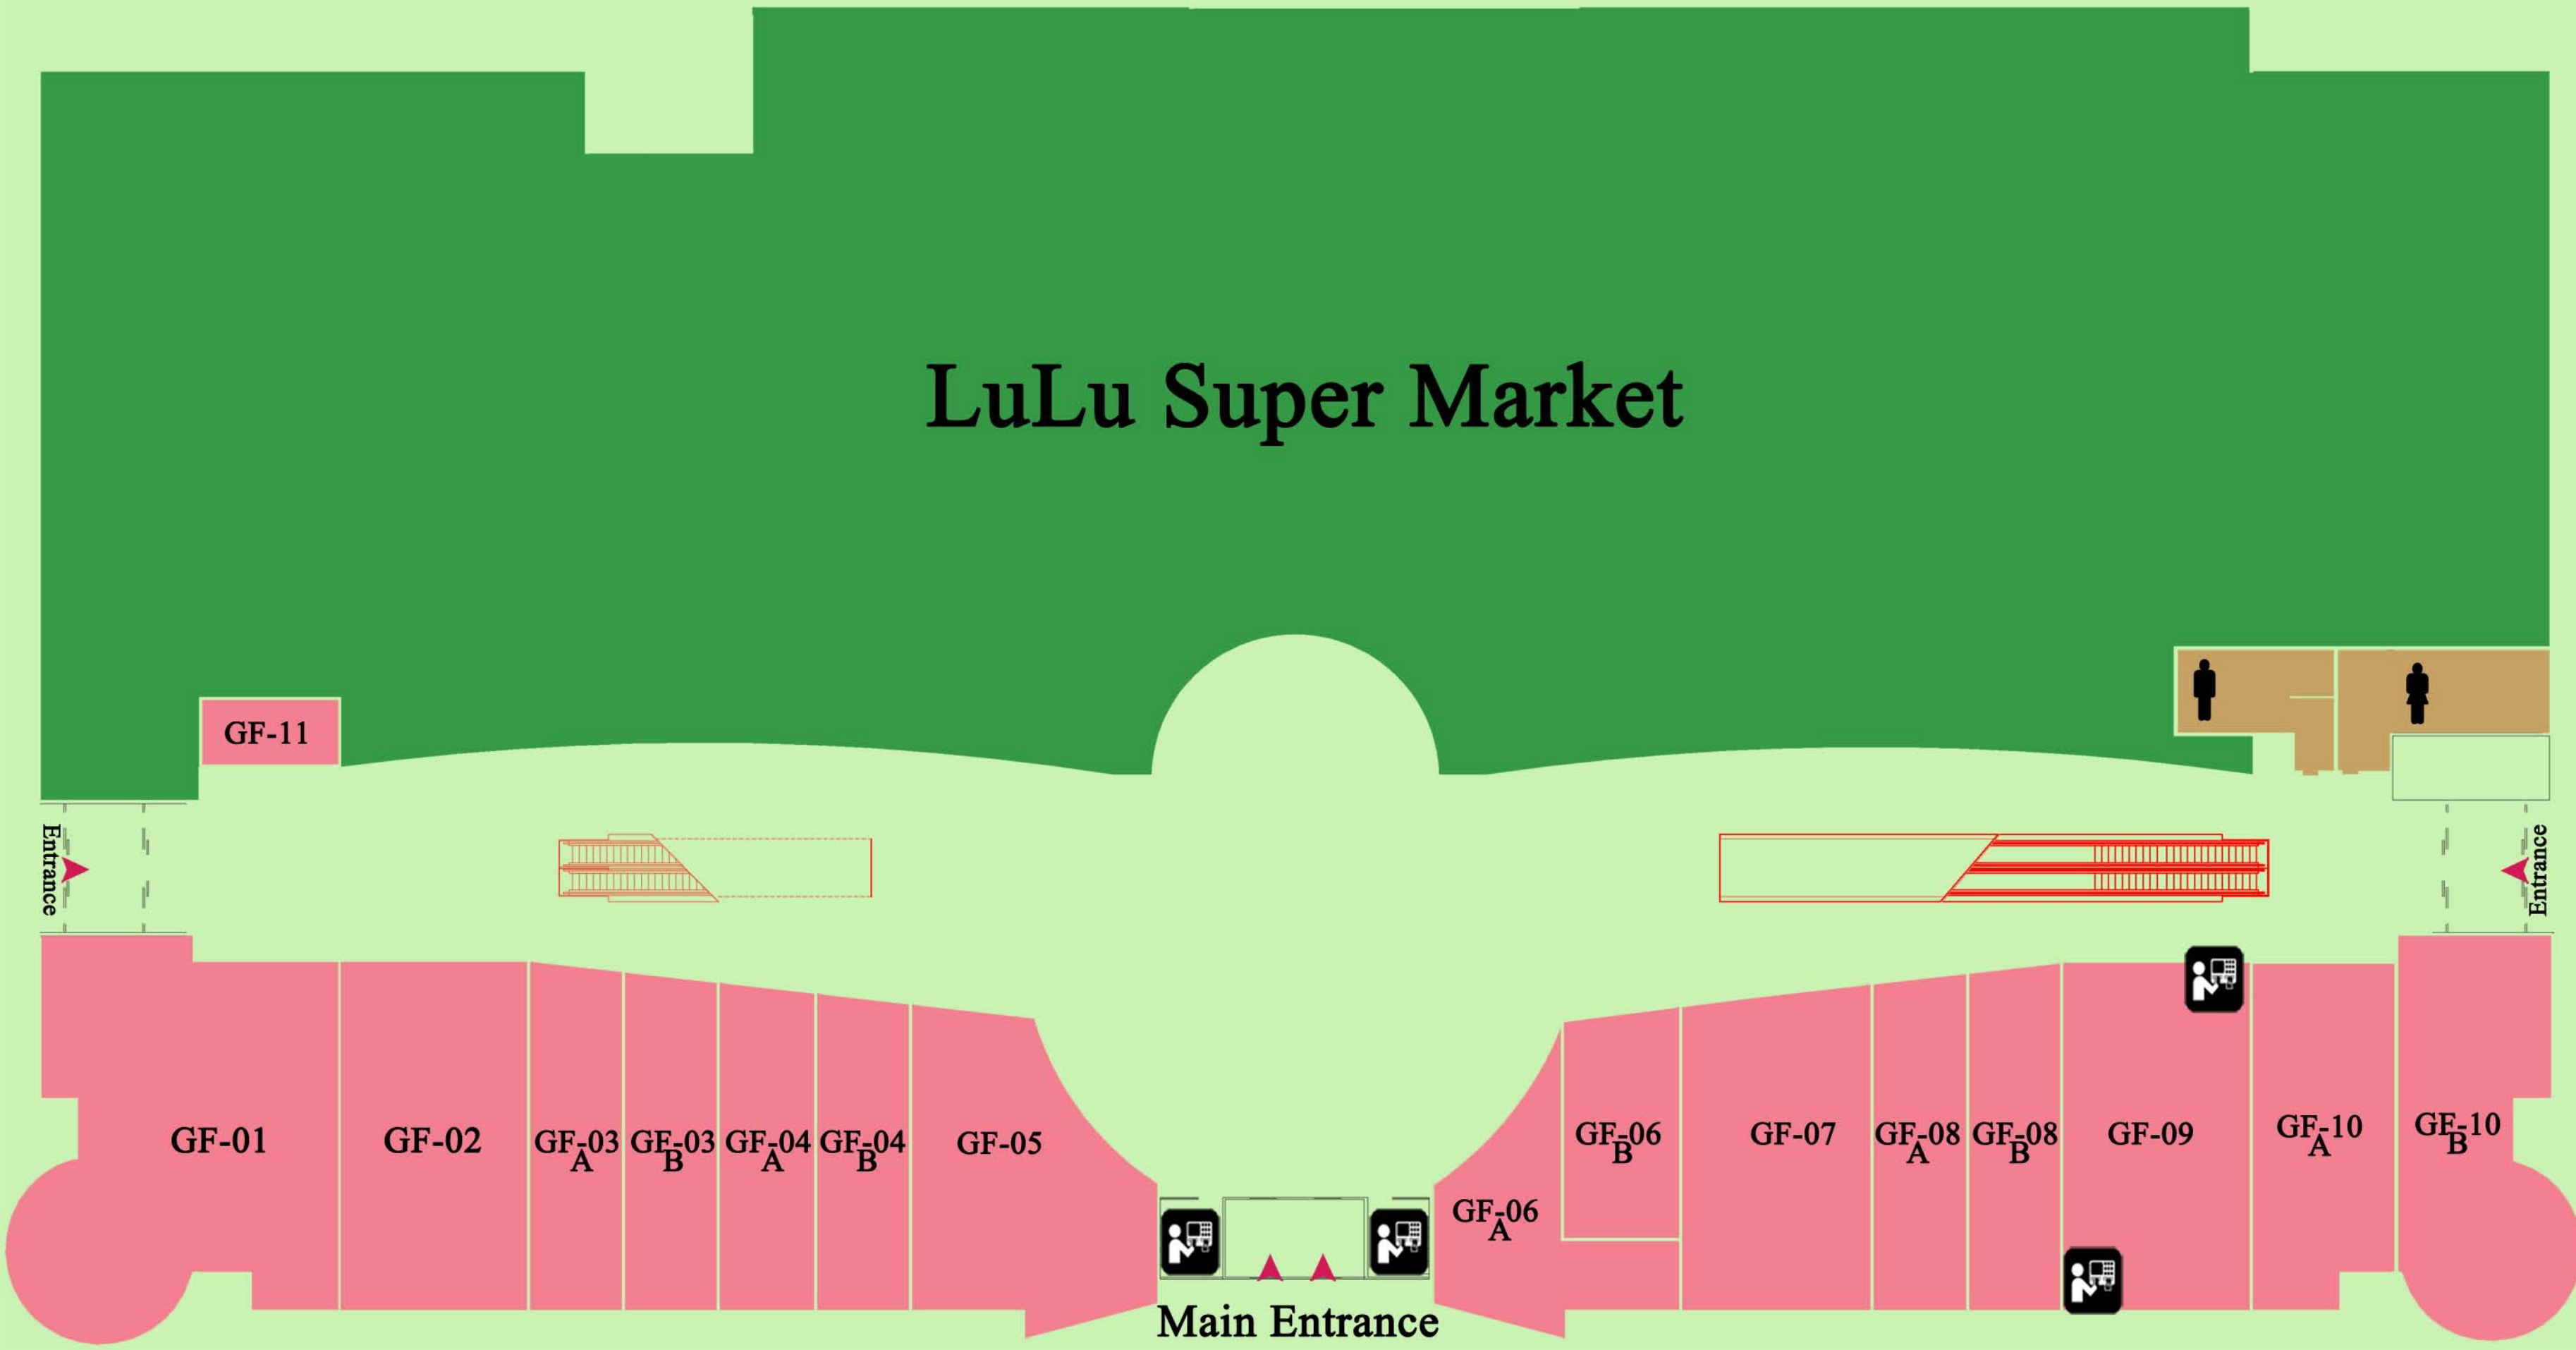 LuLu Super Market
GF-11
Entrance
Entrance
GF-01
GF-02
GF-03
A
GF-03
B
GF-04
A
GF-04
B
GF-05
GF-06
A
GF-06
B
GF-07
GF-08
A
GF-08
B
GF-09
GF-10
A
GF-10
B
Main Entrance